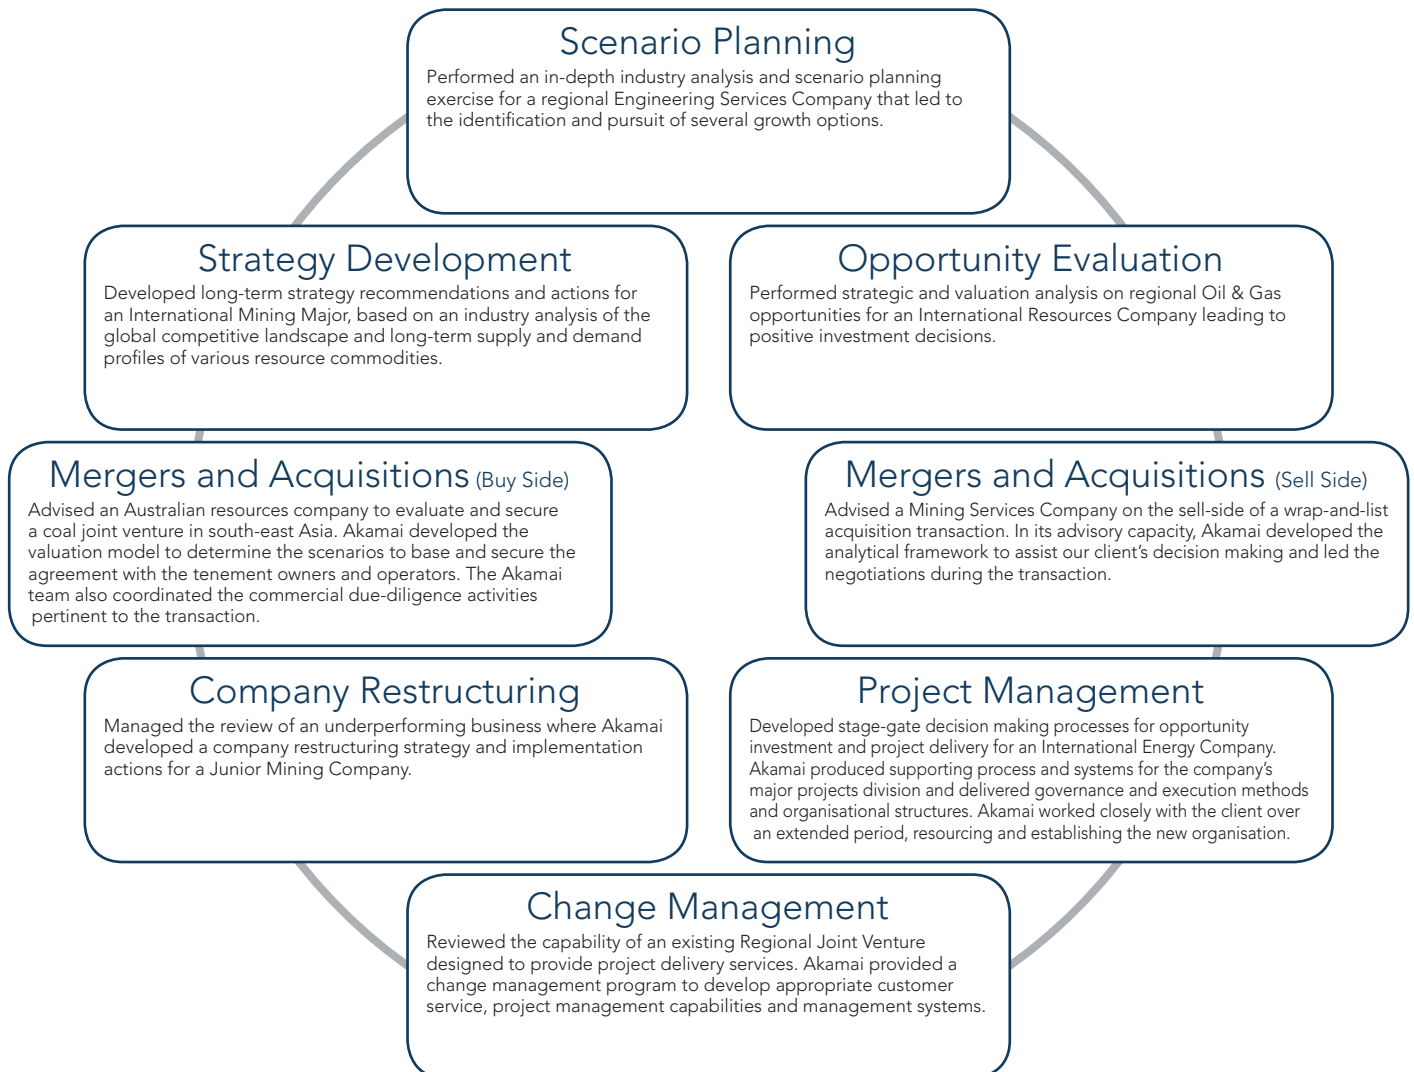 Scenario Planning
Performed an in-depth industry analysis and scenario planning
exercise for a regional Engineering Services Company that led to
the identification and pursuit of several growth options.
Strategy Development
Developed long-term strategy recommendations and actions for
an International Mining Major, based on an industry analysis of the
global competitive landscape and long-term supply and demand
profiles of various resource commodities.
Opportunity Evaluation
Performed strategic and valuation analysis on regional Oil & Gas
opportunities for an International Resources Company leading to
positive investment decisions.
Mergers and Acquisitions (Buy Side)
Advised an Australian resources company to evaluate and secure
a coal joint venture in south-east Asia. Akamai developed the
valuation model to determine the scenarios to base and secure the
agreement with the tenement owners and operators. The Akamai
team also coordinated the commercial due-diligence activities
pertinent to the transaction.
Mergers and Acquisitions (Sell Side)
Advised a Mining Services Company on the sell-side of a wrap-and-list
acquisition transaction. In its advisory capacity, Akamai developed the
analytical framework to assist our client's decision making and led the
negotiations during the transaction.
Company Restructuring
Managed the review of an underperforming business where Akamai
developed a company restructuring strategy and implementation
actions for a Junior Mining Company.
Project Management
Developed stage-gate decision making processes for opportunity
investment and project delivery for an International Energy Company.
Akamai produced supporting process and systems for the company's
major projects division and delivered governance and execution methods
and organisational structures. Akamai worked closely with the client over
an extended period, resourcing and establishing the new organisation.
Change Management
Reviewed the capability of an existing Regional Joint Venture
designed to provide project delivery services. Akamai provided a
change management program to develop appropriate customer
service, project management capabilities and management systems.